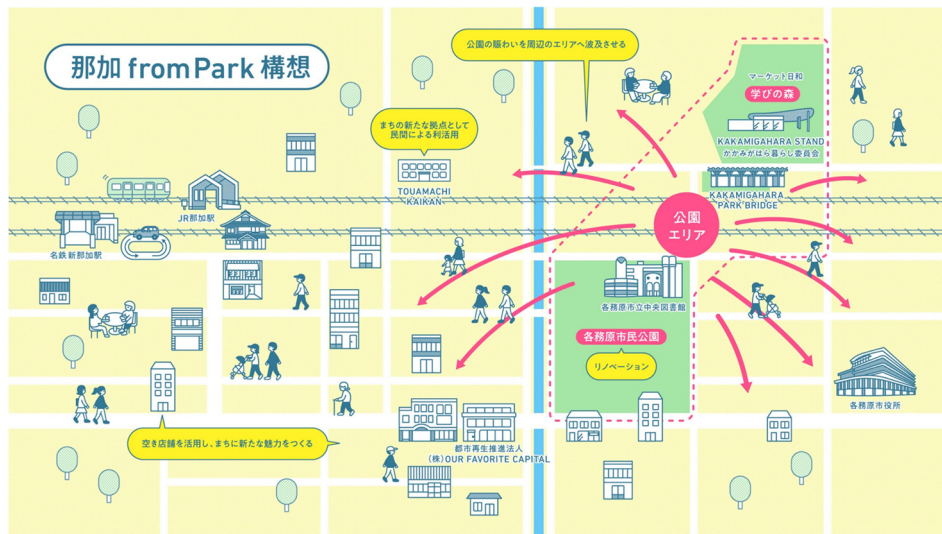 那加 fromPark 構想
公園の賑わいを周辺のエリアへ波及させる
マーケット日和
学びの森
KAKAMIGAHARA STAND
かかみがはら暮らし委員会
まちの新たな拠点として
民間による利活用
TOUAMACHI
KAIKAN
KAKAMIGAHARA
PARK BRIDGE
公園
エリア
JR那加駅
名鉄新那加駅
各務原市立中央図書館
各務原市民公園
リノベーション
各務原市役所
空き店舗を活用し、まちに新たな魅力をつくる
都市再生推進法人
(株)OUR FAVORITE CAPITAL